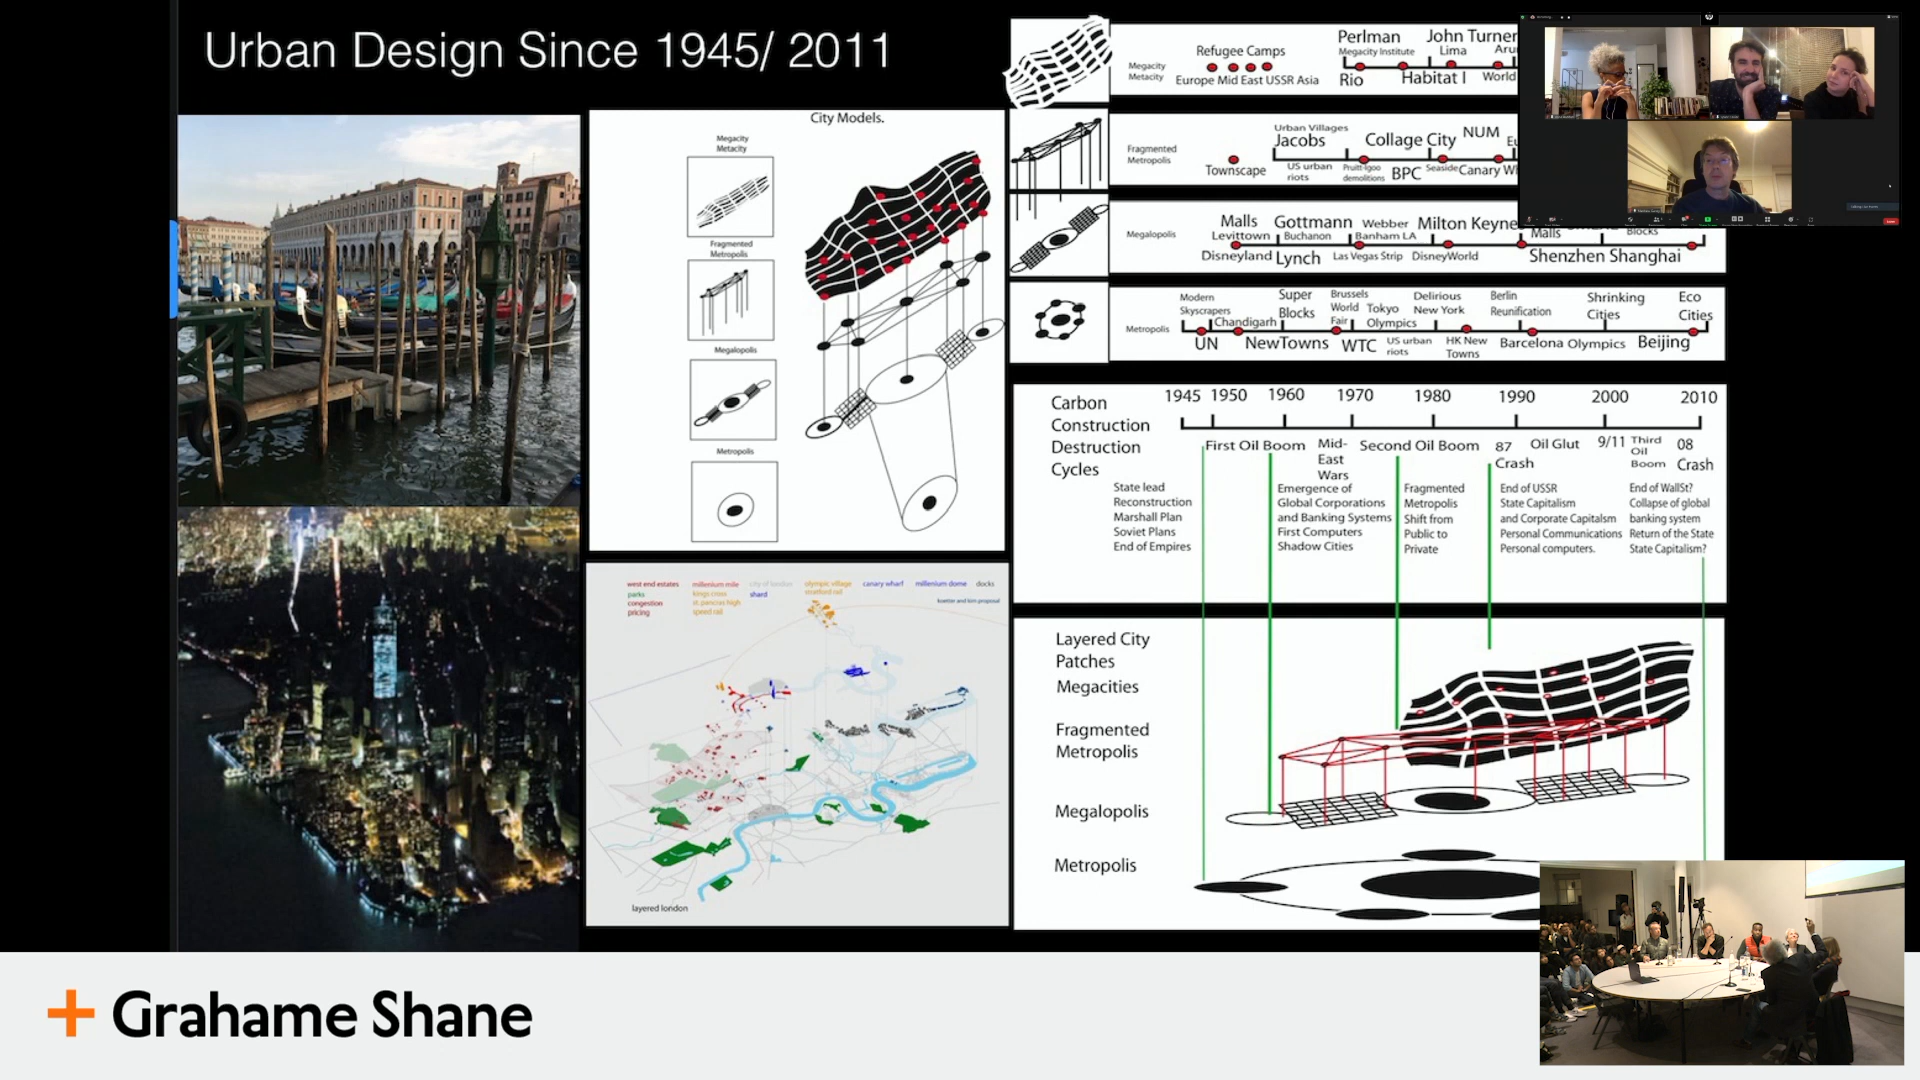 Urban Design Since 1945/ 2011
City Models.
Megacity
Metacity
Fragmented
Metropolis
Megalopolis
Metropolis
west end estates
parks
congestion
pricing
millenium mile
kings cross
st. pancrus high
speed rail
city of london
shard
olympic village
stratford rail
canary wharf
millenium dome
docks
koetter and kim proposal
layered london
Megacity
Metacity
Refugee Camps
Europe Mid East USSR Asia
Perlman
Megacity Institute
Rio
John Turner
Lima
Habitat I
World
Fragmented
Metropolis
Townscape
Urban Villages
Jacobs
US urban
riots
Collage City
Pruitt-Igoo
demolitions
BPC
NUM
Seaside
Canary
Megalopolis
Malls
Levittown
Disneyland
Gottmann
Buchanon
Lynch
Webber
Banham LA
Las Vegas Strip
Milton Keyne
DisneyWorld
Malls
Blocks
Shenzhen Shanghai
Metropolis
Modern
Skyscrapers
UN
Chandigarh
Super
Blocks
NewTowns
Brussels
World
Fair
WTC
Tokyo
Olympics
US urban
riots
Delirious
New York
HK New
Towns
Berlin
Reunification
Barcelona Olympics
Shrinking
Cities
Beijing
Eco
Cities
Carbon
Construction
Destruction
Cycles
1945 1950 1960 1970 1980 1990 2000 2010
First Oil Boom
Mid-
East
Wars
Second Oil Boom
87
Crash
Oil Glut
9/11
Third
Oil
Boom
08
Crash
State lead
Reconstruction
Marshall Plan
Soviet Plans
End of Empires
Emergence of
Global Corporations
and Banking Systems
First Computers
Shadow Cities
Fragmented
Metropolis
Shift from
Public to
Private
End of USSR
State Capitalism
and Corporate Capitalsm
Personal Communications
Personal computers.
End of WallSt?
Collapse of global
banking system
Return of the State
State Capitalism?
Layered City
Patches
Megacities
Fragmented
Metropolis
Megalopolis
Metropolis
+ Grahame Shane